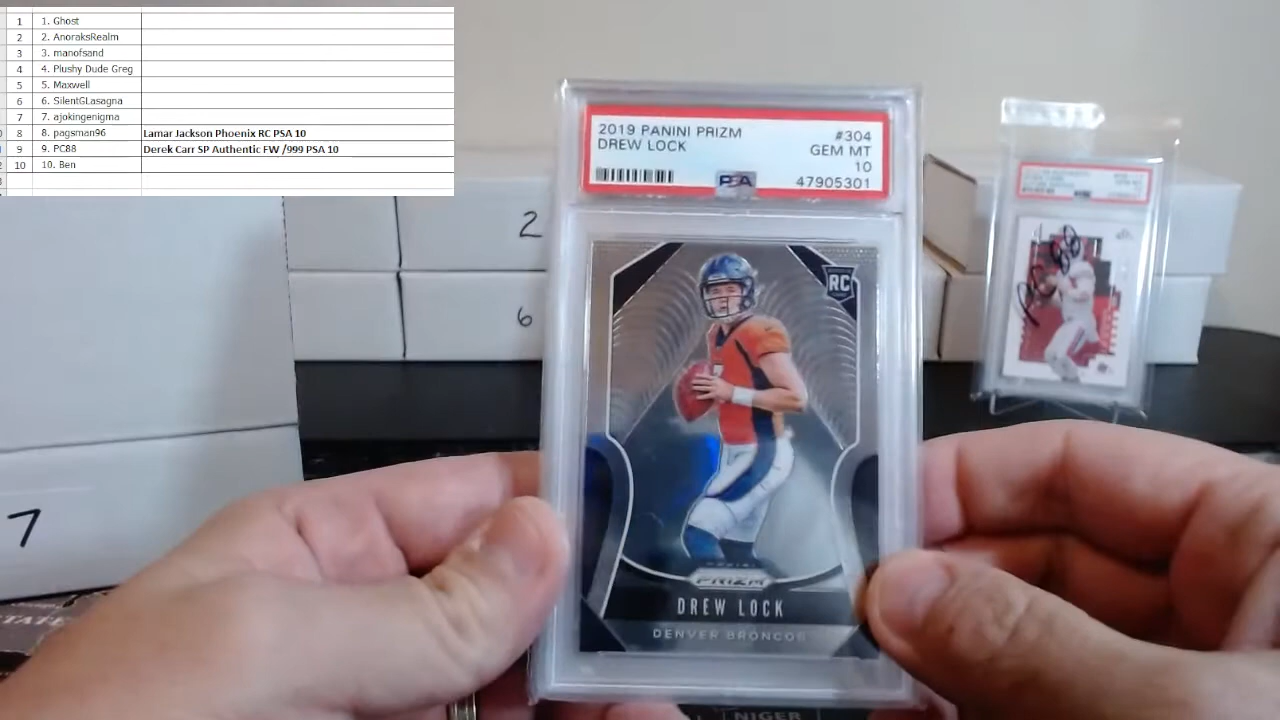 1 1. Ghost
2 2. AnoraksRealm
3 3. manofsand
4 4. Plushy Dude Greg
5 5. Maxwell
6 6. SilentGLasagna
7 7. ajokingenigma
8 8. pagsman96 Lamar Jackson Phoenix RC PSA 10
9 9. PC88 Derek Carr SP Authentic FW /999 PSA 10
10 10. Ben
2019 PANINI PRIZM #304
DREW LOCK GEM MT
10
PSA 47905301
2
6
7
RC
PANINI
PRIZM
DREW LOCK
DENVER BRONCOS
NIGER